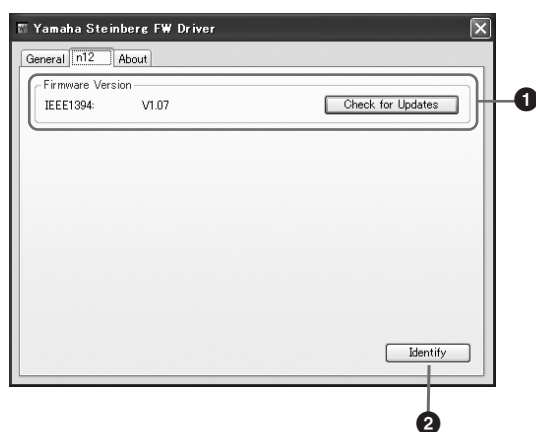 Yamaha Steinberg FW Driver
General n12 About
Firmware Version
IEEE1394: V1.07 Check for Updates
1
Identify
2